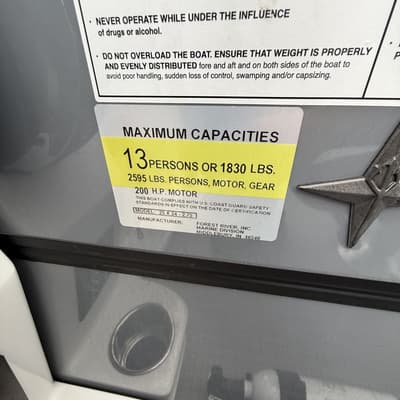 · NEVER OPERATE WHILE UNDER THE INFLUENCE
of drugs or alcohol.
· DO NOT OVERLOAD THE BOAT. ENSURE THAT WEIGHT IS PROPERLY
AND EVENLY DISTRIBUTED fore and aft and on both sides of the boat to
avoid poor handling, sudden loss of control, swamping and/or capsizing.
MAXIMUM CAPACITIES
13 PERSONS OR 1830 LBS.
2595 LBS. PERSONS, MOTOR, GEAR
200 H.P. MOTOR
THIS BOAT COMPLIES WITH U.S. COAST GUARD SAFETY
STANDARDS IN EFFECT ON THE DATE OF CERTIFICATION
MODEL:
MANUFACTURER: FOREST RIVER, INC.
MARINE DIVISION
MIDDLEBURY, IN